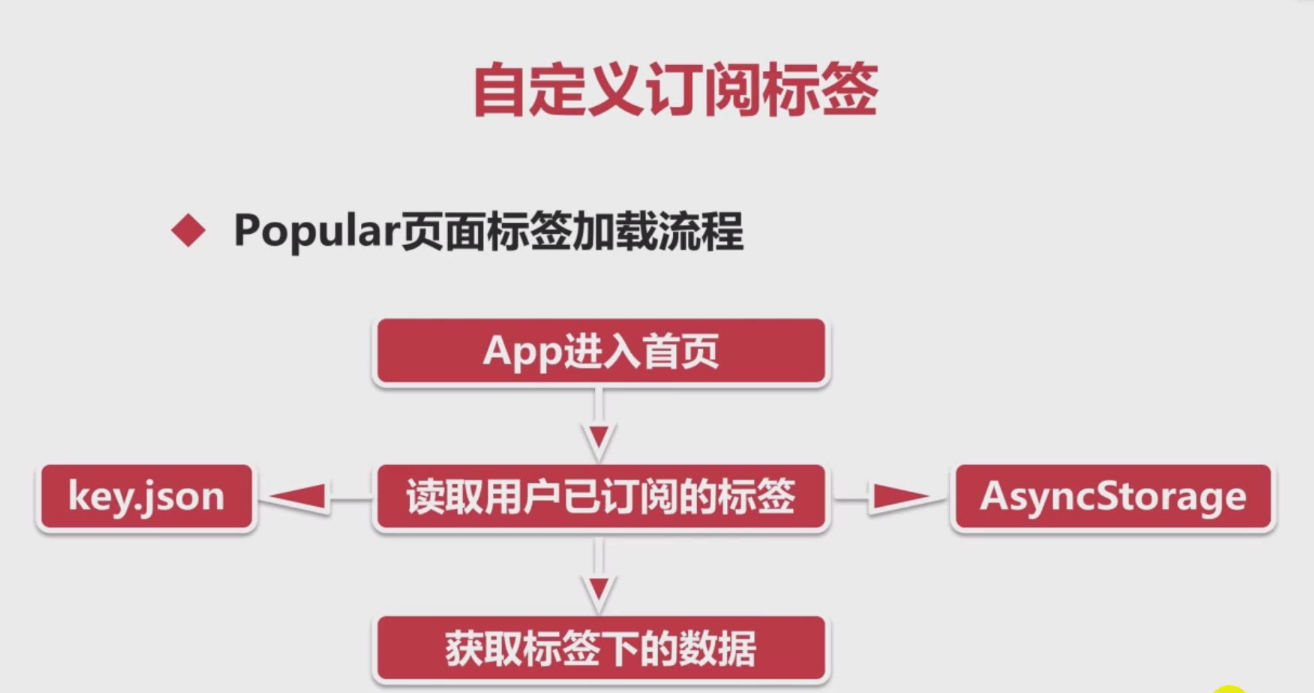 自定义订阅标签
Popular页面标签加载流程
App进入首页
key.json
读取用户已订阅的标签
AsyncStorage
获取标签下的数据